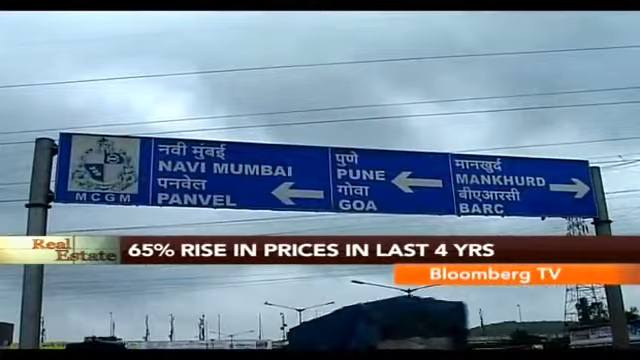 MCGM
नवी मुंबई
NAVI MUMBAI
पनवेल
PANVEL
पुणे
PUNE
गोवा
GOA
मानखुर्द
MANKHURD
बीएआरसी
BARC
Real Estate
65% RISE IN PRICES IN LAST 4 YRS
Bloomberg TV